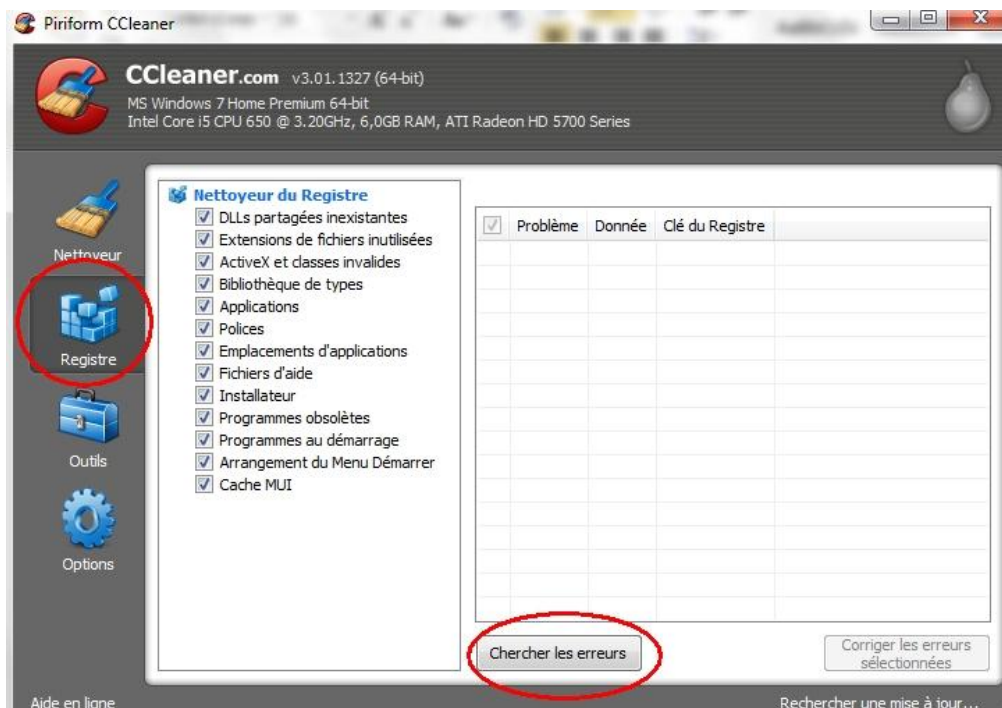 Piriform CCleaner
CCleaner.com v3.01.1327 (64-bit)
MS Windows 7 Home Premium 64-bit
Intel Core i5 CPU 650 @ 3.20GHz, 6,0GB RAM, ATI Radeon HD 5700 Series
Nettoyeur
Registre
Outils
Options
Nettoyeur du Registre
DLLs partagées inexistantes
Extensions de fichiers inutilisées
ActiveX et classes invalides
Bibliothèque de types
Applications
Polices
Emplacements d'applications
Fichiers d'aide
Installateur
Programmes obsolètes
Programmes au démarrage
Arrangement du Menu Démarrer
Cache MUI
Problème Donnée Clé du Registre
Chercher les erreurs
Corriger les erreurs
sélectionnées
Aide en ligne
Rechercher une mise à jour...